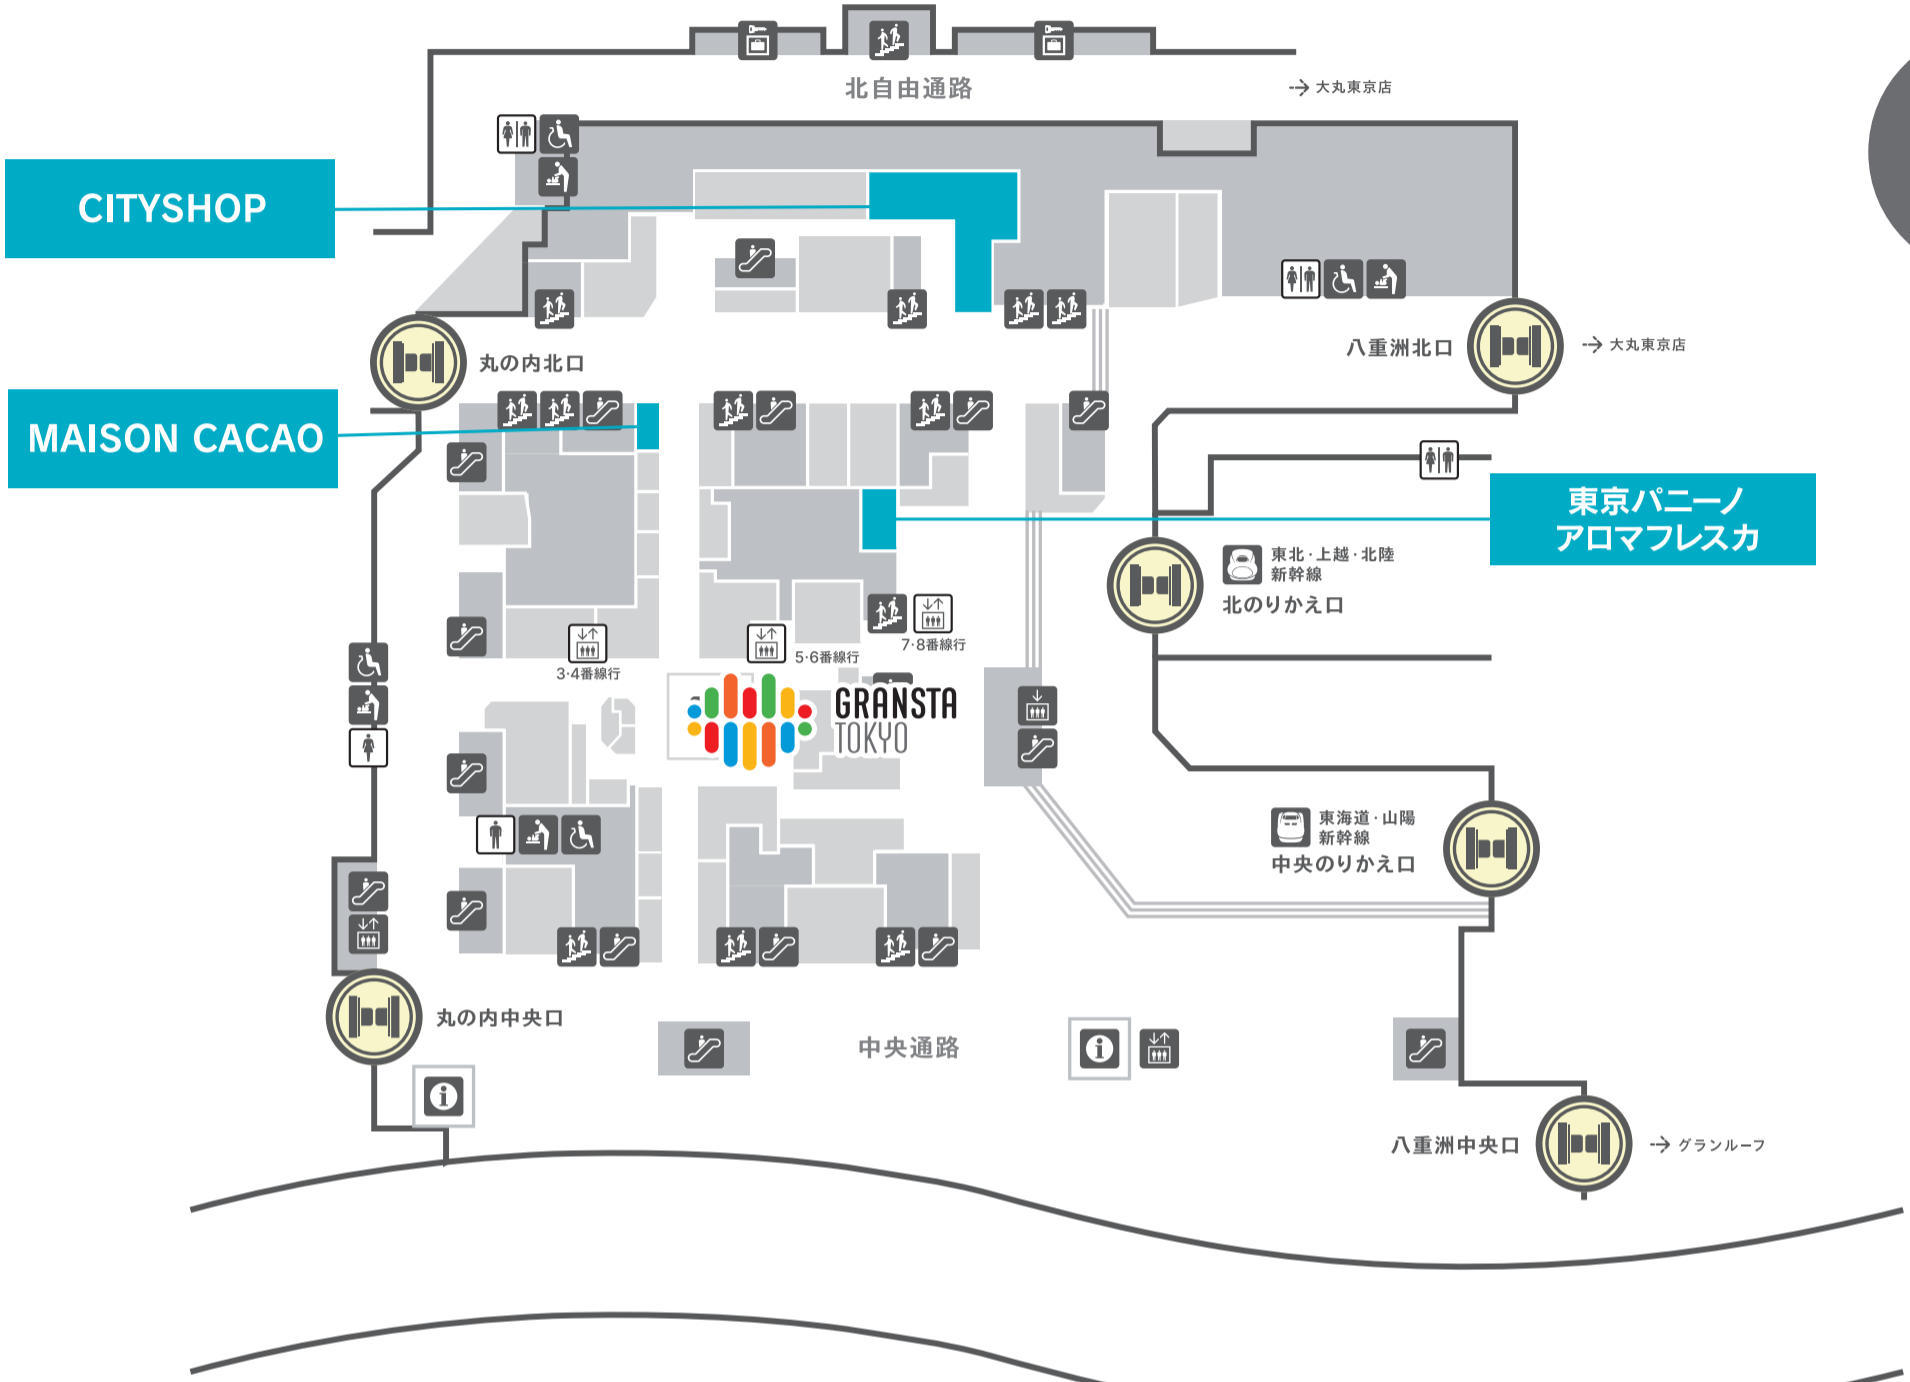 北自由通路
大丸東京店
CITYSHOP
丸の内北口
八重洲北口
大丸東京店
MAISON CACAO
東京パニーノ
アロマフレスカ
東北・上越・北陸
新幹線
北のりかえ口
3・4番線行
5・6番線行
7・8番線行
GRANSTA
TOKYO
東海道・山陽
新幹線
中央のりかえ口
丸の内中央口
中央通路
八重洲中央口
グランルーフ